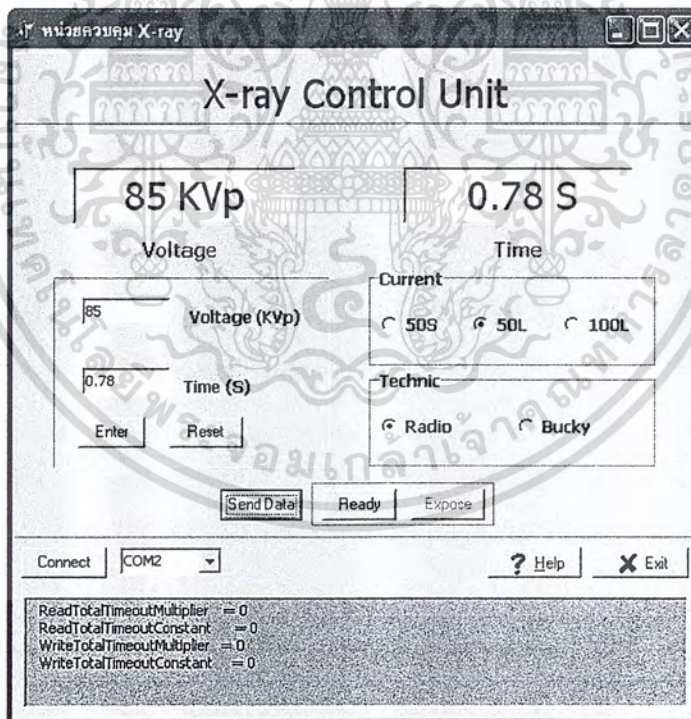 หน่วยควบคุม X-ray
X-ray Control Unit
85 KVp
0.78 S
Voltage
Time
85
Voltage (KVp)
0.78
Time (S)
Enter
Reset
Current
50S
50L
100L
Technic
Radio
Bucky
Send Data
Ready
Expose
Connect
COM2
? Help
X Exit
ReadTotalTimeoutMultiplier = 0
ReadTotalTimeoutConstant = 0
WriteTotalTimeoutMultiplier = 0
WriteTotalTimeoutConstant = 0